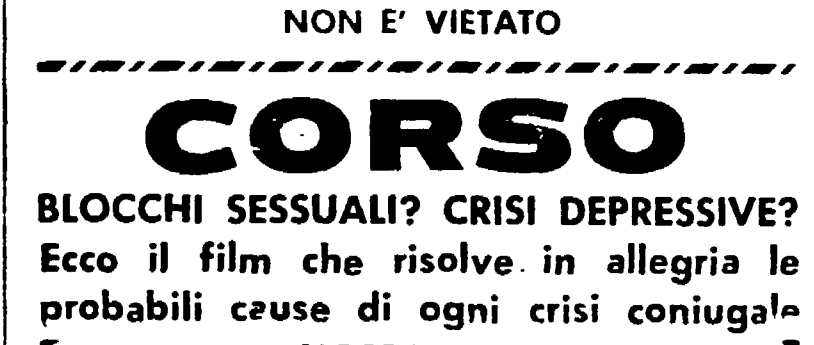 NON E' VIETATO
CORSO
BLOCCHI SESSUALI? CRISI DEPRESSIVE?
Ecco il film che risolve in allegria le
probabili cause di ogni crisi coniugale